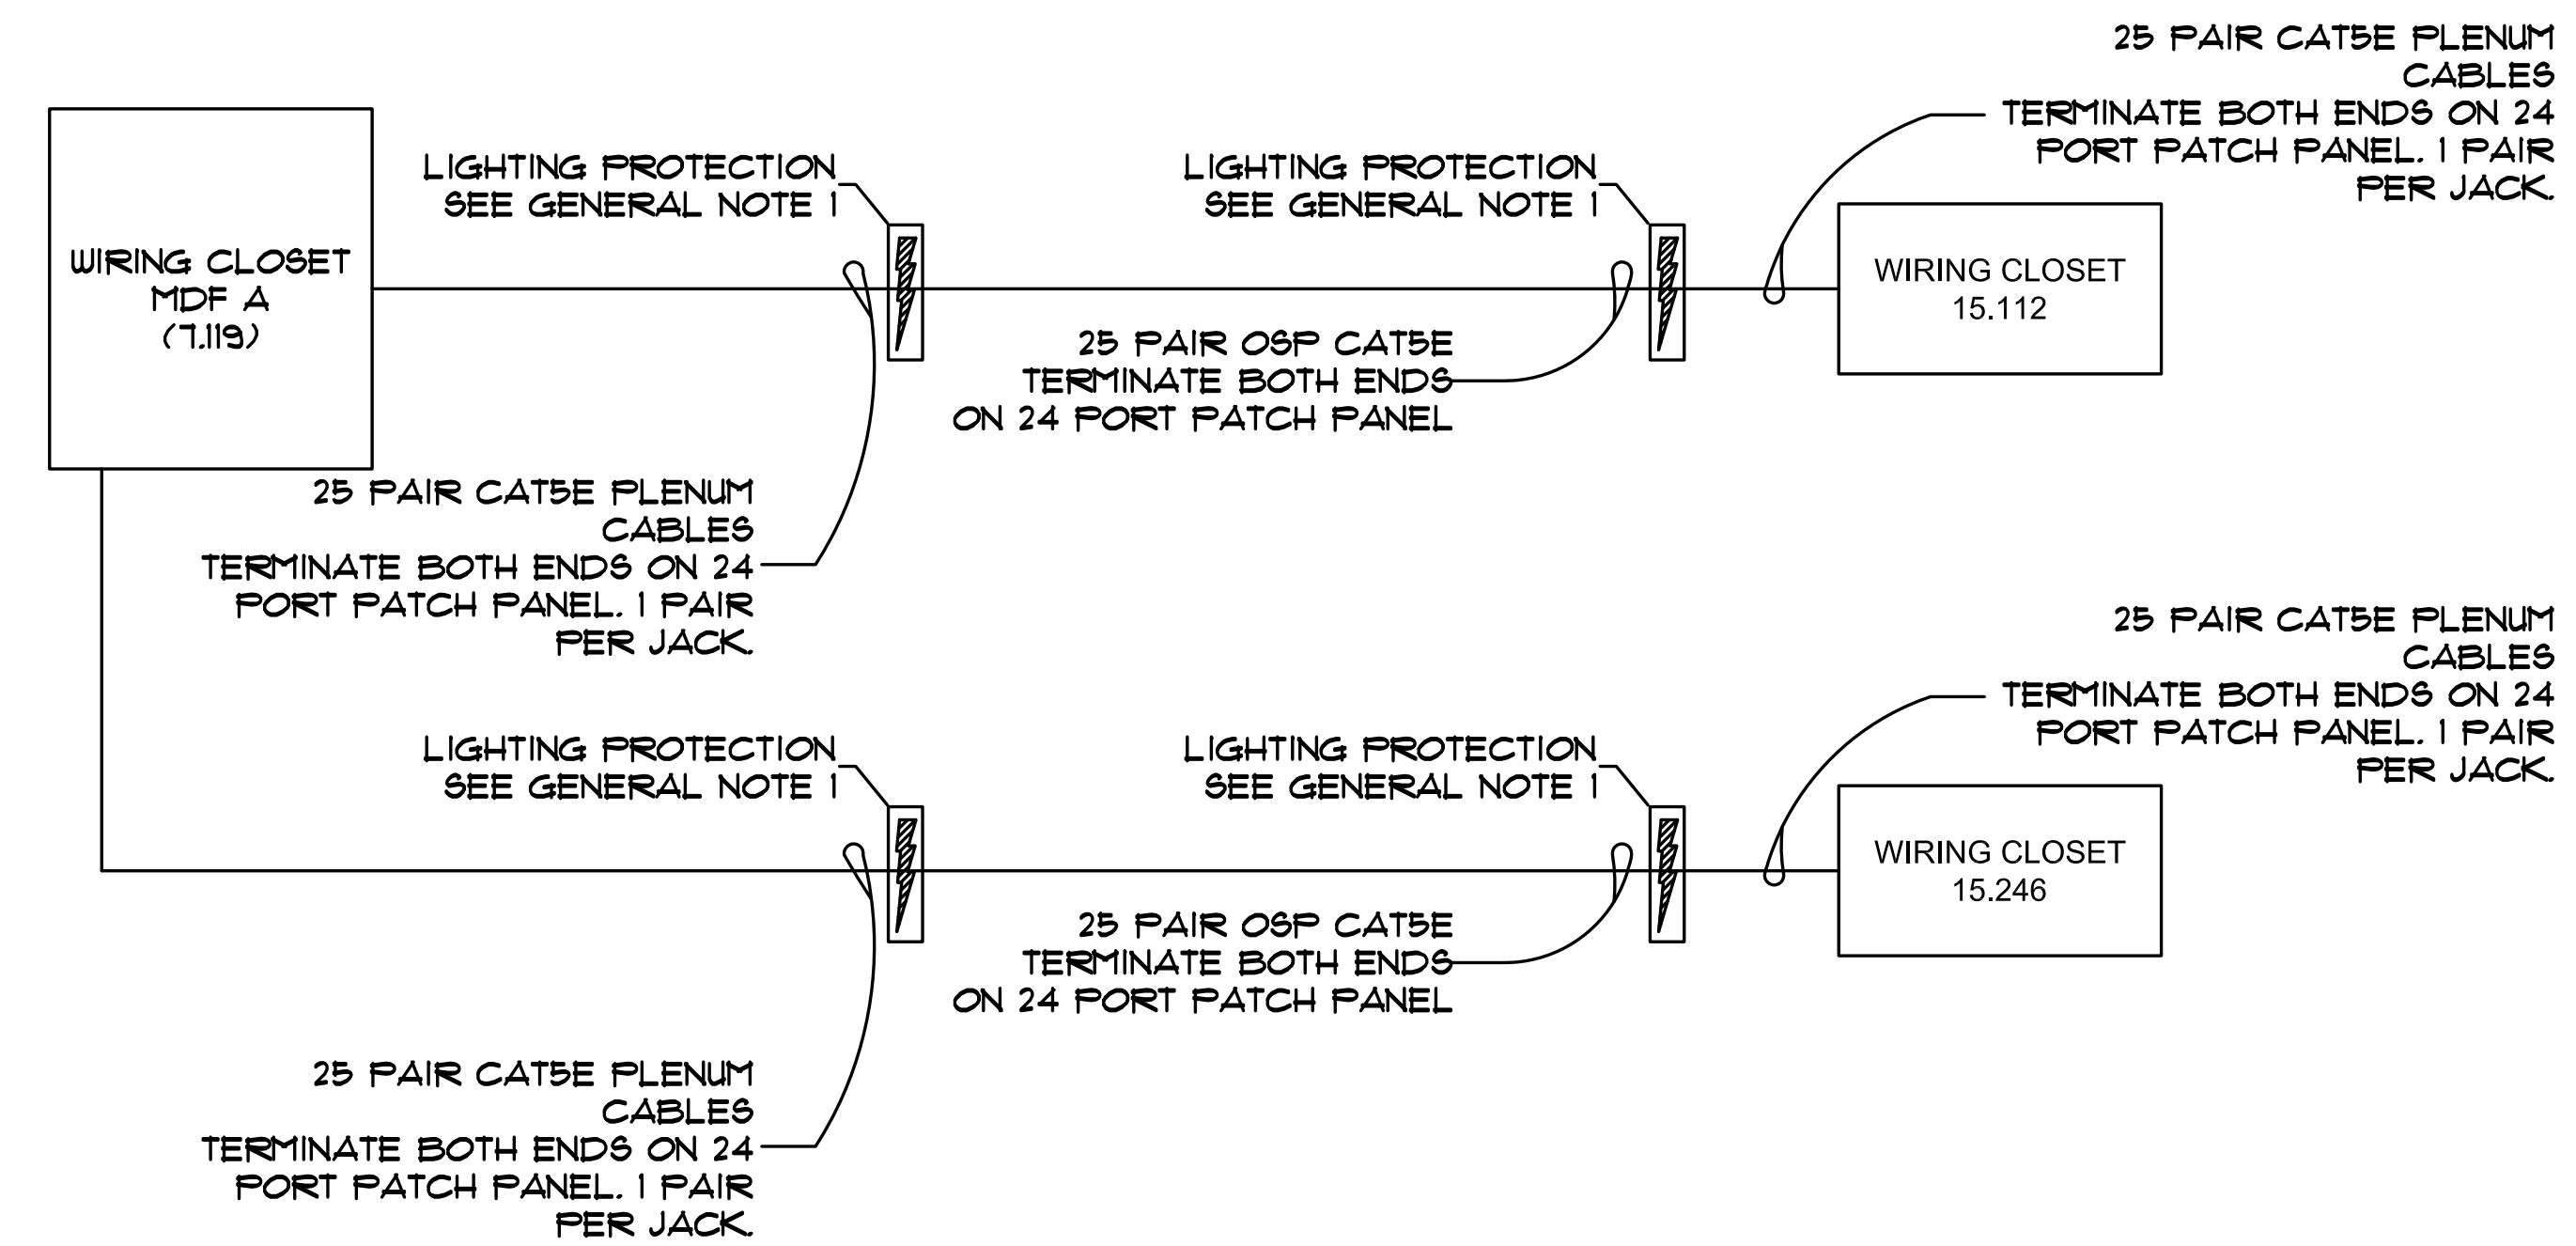 25 PAIR CAT5E PLENUM
CABLES
TERMINATE BOTH ENDS ON 24
PORT PATCH PANEL. 1 PAIR
PER JACK.
LIGHTING PROTECTION
SEE GENERAL NOTE 1
LIGHTING PROTECTION
SEE GENERAL NOTE 1
WIRING CLOSET
MDF A
(7.119)
WIRING CLOSET
15.112
25 PAIR OSP CAT5E
TERMINATE BOTH ENDS
ON 24 PORT PATCH PANEL
25 PAIR CAT5E PLENUM
CABLES
TERMINATE BOTH ENDS ON 24
PORT PATCH PANEL. 1 PAIR
PER JACK.
25 PAIR CAT5E PLENUM
CABLES
TERMINATE BOTH ENDS ON 24
PORT PATCH PANEL. 1 PAIR
PER JACK.
LIGHTING PROTECTION
SEE GENERAL NOTE 1
LIGHTING PROTECTION
SEE GENERAL NOTE 1
WIRING CLOSET
15.246
25 PAIR OSP CAT5E
TERMINATE BOTH ENDS
ON 24 PORT PATCH PANEL
25 PAIR CAT5E PLENUM
CABLES
TERMINATE BOTH ENDS ON 24
PORT PATCH PANEL. 1 PAIR
PER JACK.